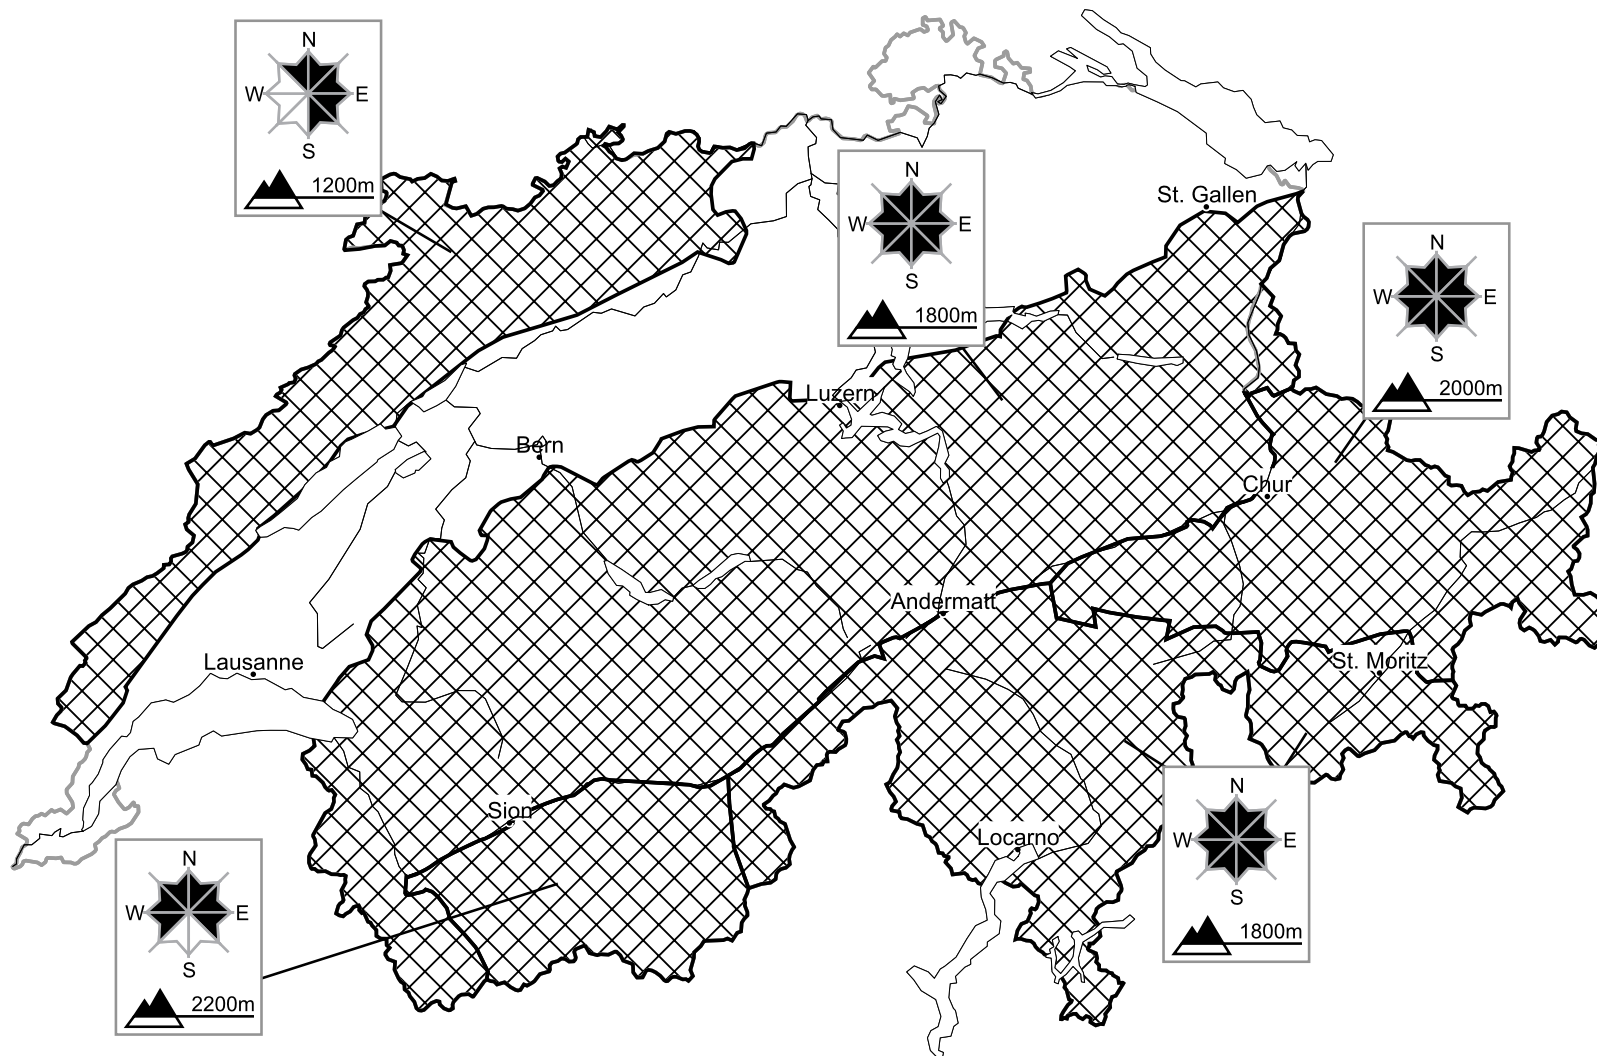 N
W E
S
1200m
N
W E
S
1800m
St. Gallen
N
W E
S
2000m
Luzern
Bern
Chur
Andermatt
Lausanne
St. Moritz
Sion
Locarno
N
W E
S
1800m
N
W E
S
2200m